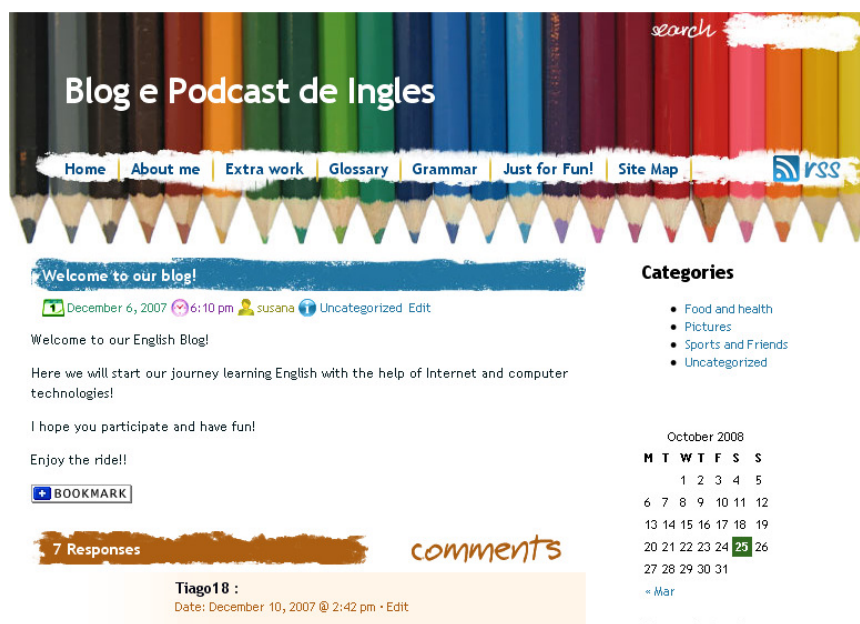 search
Blog e Podcast de Ingles
Home About me Extra work Glossary Grammar Just for Fun! Site Map rss
Welcome to our blog!
December 6, 2007 6:10 pm susana Uncategorized Edit
Welcome to our English Blog!
Here we will start our journey learning English with the help of Internet and computer
technologies!
I hope you participate and have fun!
Enjoy the ride!!
BOOKMARK
7 Responses
comments
Tiago18 :
Date: December 10, 2007 @ 2:42 pm • Edit
Categories
Food and health
Pictures
Sports and Friends
Uncategorized
October 2008
M T W T F S S
1 2 3 4 5
6 7 8 9 10 11 12
13 14 15 16 17 18 19
20 21 22 23 24 25 26
27 28 29 30 31
« Mar